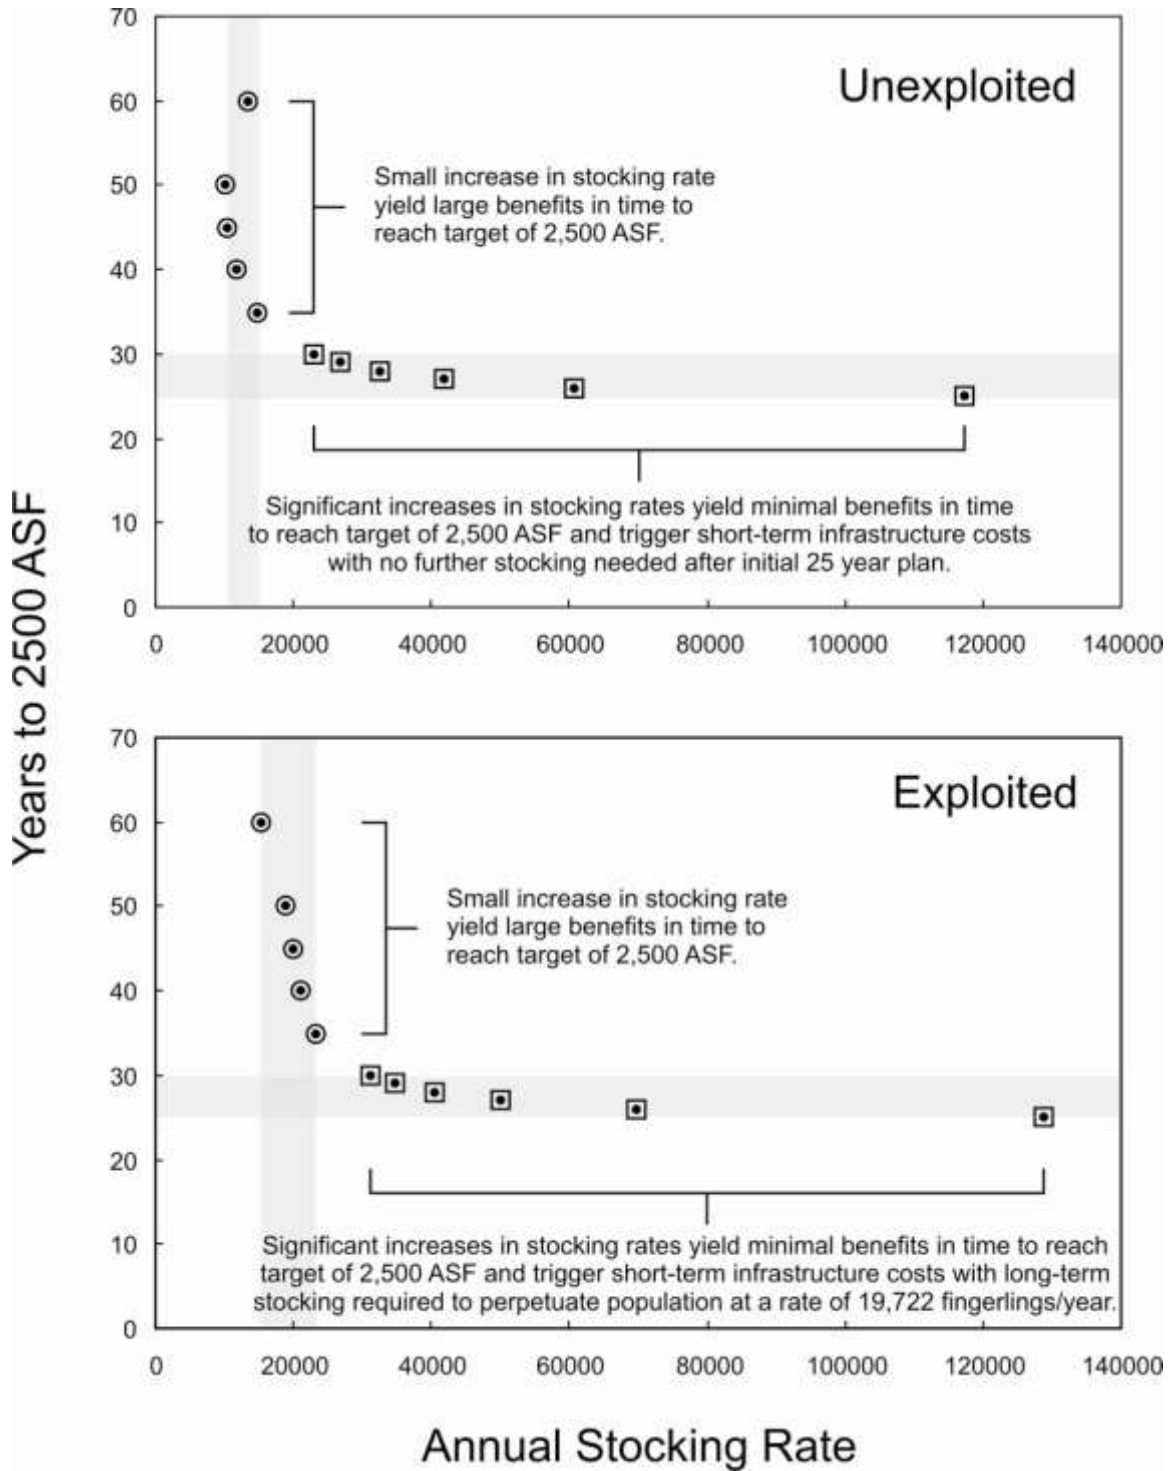 Years to 2500 ASF
70
60
50
40
30
20
10
0
Unexploited
Small increase in stocking rate
yield large benefits in time to
reach target of 2,500 ASF.
Significant increases in stocking rates yield minimal benefits in time
to reach target of 2,500 ASF and trigger short-term infrastructure costs
with no further stocking needed after initial 25 year plan.
0 20000 40000 60000 80000 100000 120000 140000
70
60
50
40
30
20
10
0
Exploited
Small increase in stocking rate
yield large benefits in time to
reach target of 2,500 ASF.
Significant increases in stocking rates yield minimal benefits in time to reach
target of 2,500 ASF and trigger short-term infrastructure costs with long-term
stocking required to perpetuate population at a rate of 19,722 fingerlings/year.
0 20000 40000 60000 80000 100000 120000 140000
Annual Stocking Rate